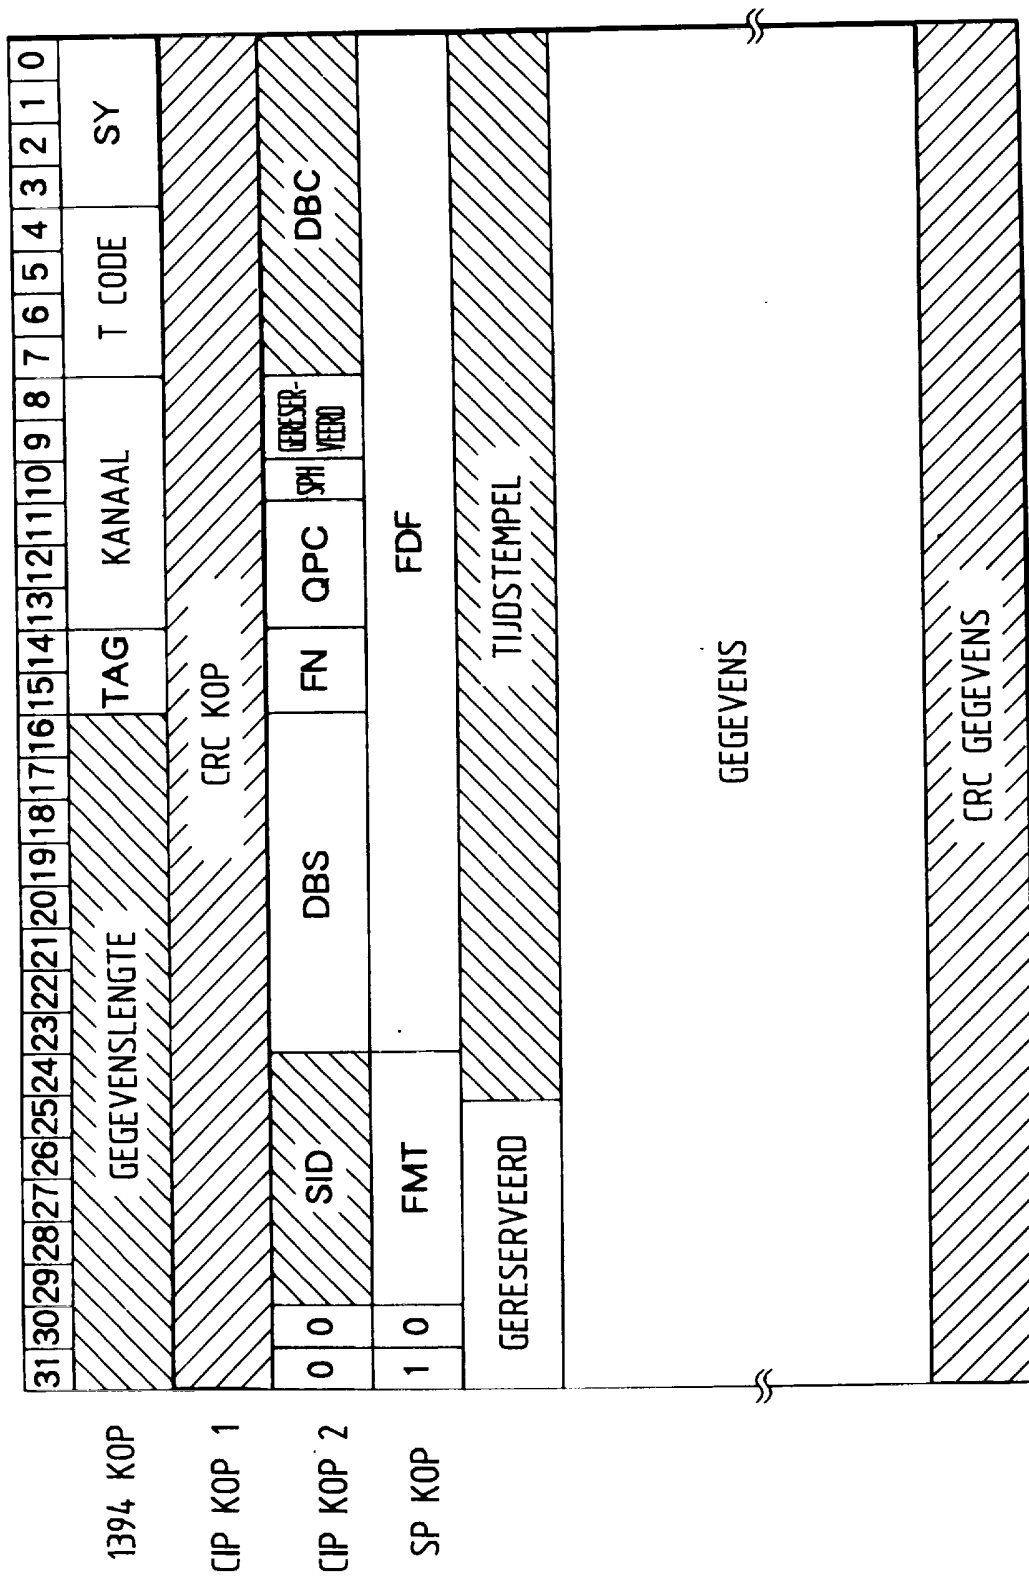 31 30 29 28 27 26 25 24 23 22 21 20 19 18 17 16 15 14 13 12 11 10 9 8 7 6 5 4 3 2 1 0
1394 KOP GEGEVENSLENGTE TAG KANAAL T CODE SY
CIP KOP 1 CRC KOP
CIP KOP 2 0 0 SID DBS FN QPC SPH GERESER-
VEERD DBC
SP KOP 1 0 FMT FDF
GERESERVEERD TIJDSTEMPEL
GEGEVENS
CRC GEGEVENS